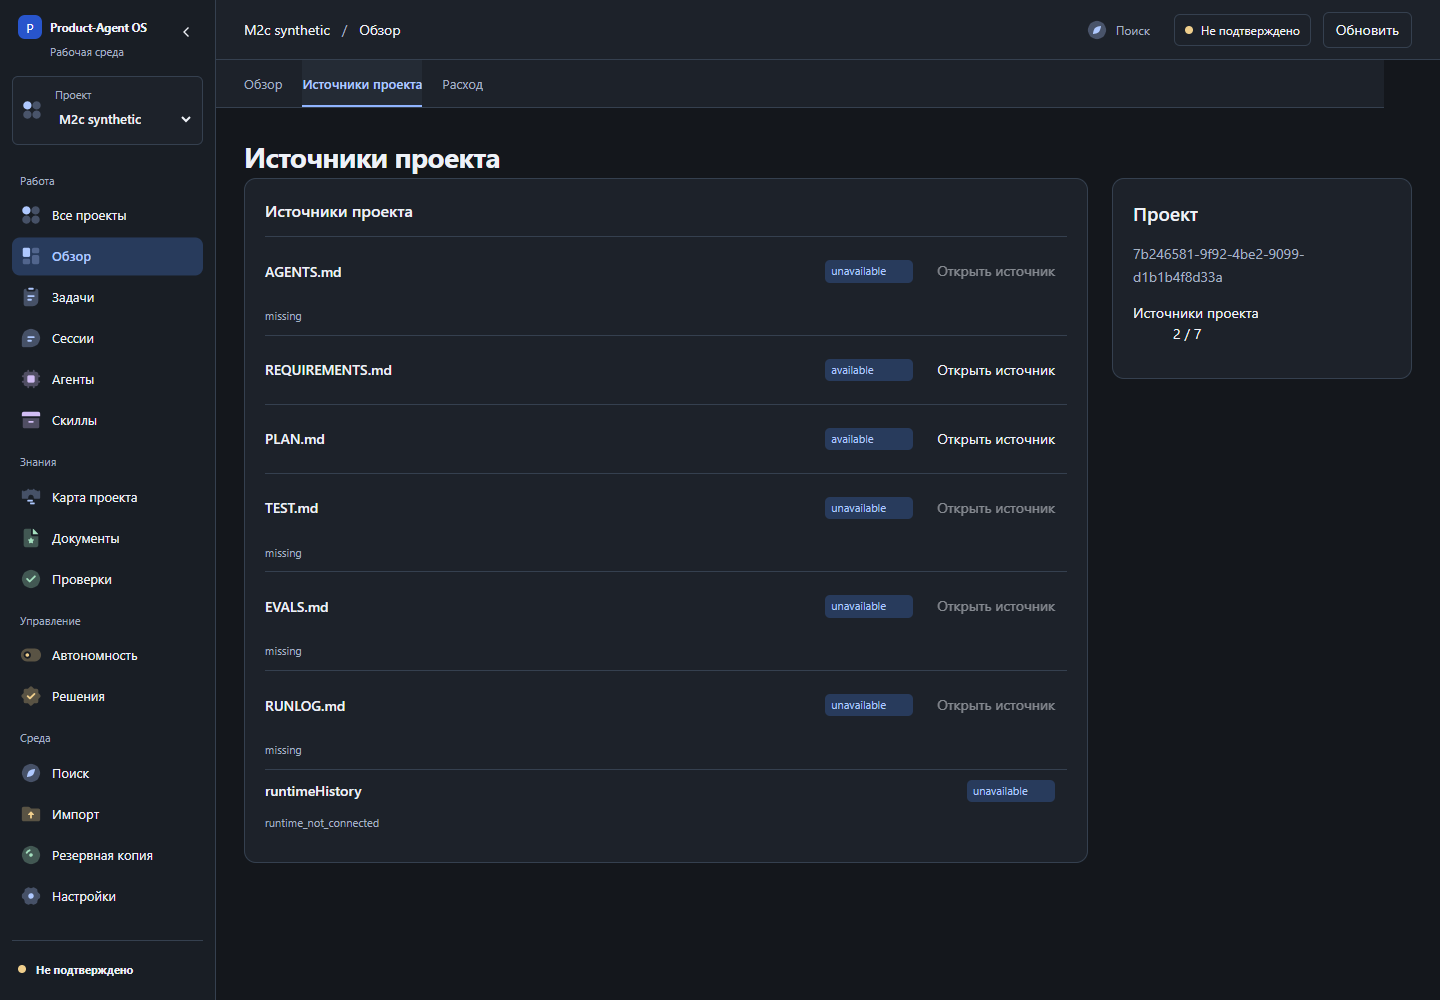 P
Product-Agent OS
Рабочая среда
Проект
M2c synthetic
Работа
Все проекты
Обзор
Задачи
Сессии
Агенты
Скиллы
Знания
Карта проекта
Документы
Проверки
Управление
Автономность
Решения
Среда
Поиск
Импорт
Резервная копия
Настройки
Не подтверждено
M2c synthetic / Обзор
Поиск
Не подтверждено
Обновить
Обзор Источники проекта Расход
Источники проекта
Источники проекта
AGENTS.md unavailable Открыть источник
missing
REQUIREMENTS.md available Открыть источник
PLAN.md available Открыть источник
TEST.md unavailable Открыть источник
missing
EVALS.md unavailable Открыть источник
missing
RUNLOG.md unavailable Открыть источник
missing
runtimeHistory unavailable
runtime_not_connected
Проект
7b246581-9f92-4be2-9099-
d1b1b4f8d33a
Источники проекта
2 / 7